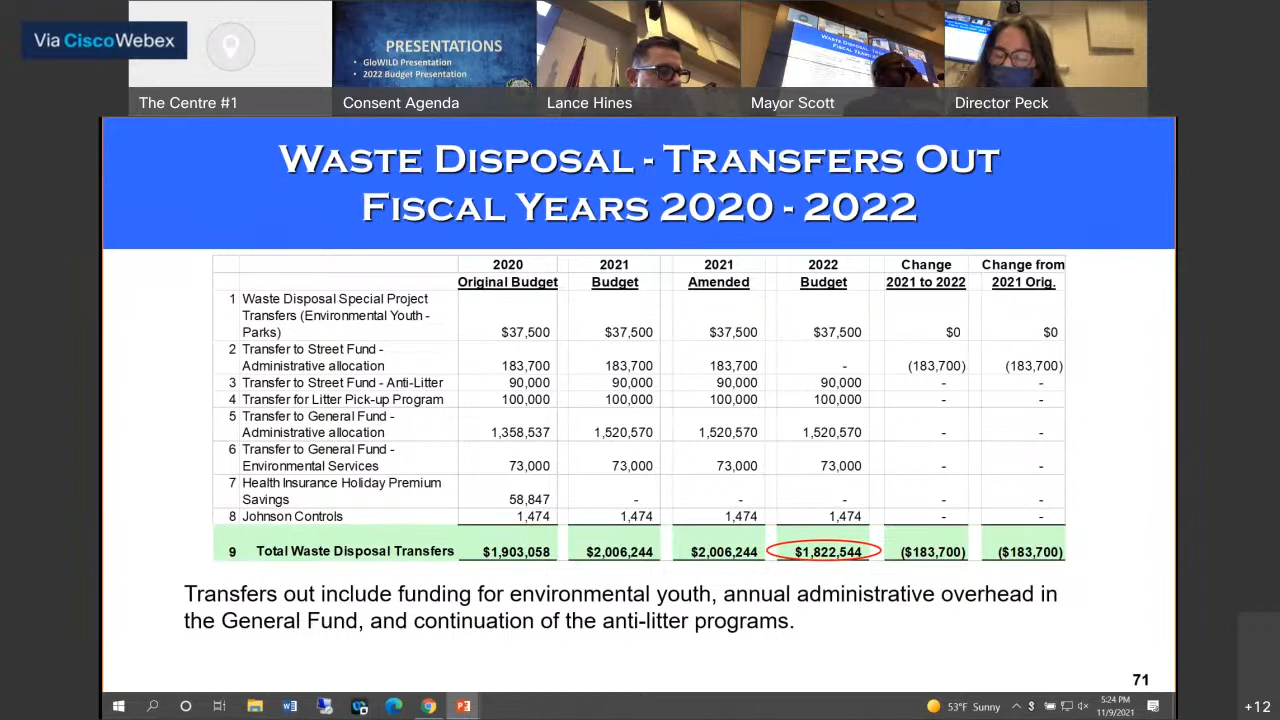 Via CiscoWebex
PRESENTATIONS
• GloWILD Presentation
• 2022 Budget Presentation
The Centre #1
Consent Agenda
Lance Hines
Mayor Scott
Director Peck
WASTE DISPOSAL - TRANSFERS OUT
FISCAL YEARS 2020 - 2022
2020 2021 2021 2022 Change Change from
Original Budget Budget Amended Budget 2021 to 2022 2021 Orig.
1 Waste Disposal Special Project
Transfers (Environmental Youth -
Parks) $37,500 $37,500 $37,500 $37,500 $0 $0
2 Transfer to Street Fund -
Administrative allocation 183,700 183,700 183,700 - (183,700) (183,700)
3 Transfer to Street Fund - Anti-Litter 90,000 90,000 90,000 90,000 - -
4 Transfer for Litter Pick-up Program 100,000 100,000 100,000 100,000 - -
5 Transfer to General Fund -
Administrative allocation 1,358,537 1,520,570 1,520,570 1,520,570 - -
6 Transfer to General Fund -
Environmental Services 73,000 73,000 73,000 73,000 - -
7 Health Insurance Holiday Premium
Savings 58,847 - - - - -
8 Johnson Controls 1,474 1,474 1,474 1,474 - -
9 Total Waste Disposal Transfers $1,903,058 $2,006,244 $2,006,244 $1,822,544 ($183,700) ($183,700)
Transfers out include funding for environmental youth, annual administrative overhead in
the General Fund, and continuation of the anti-litter programs.
71
53°F Sunny
5:24 PM
11/9/2021
+12